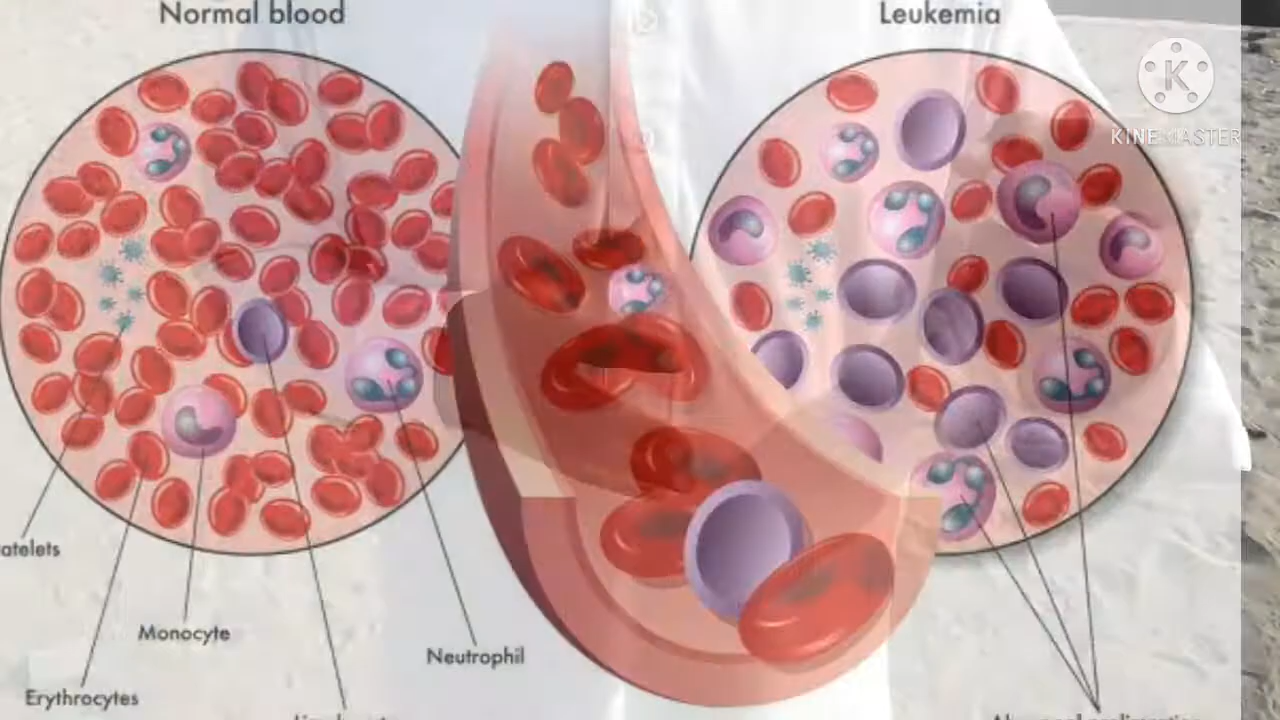 Normal blood
Leukemia
K
KINEMASTER
atelets
Monocyte
Neutrophil
Erythrocytes